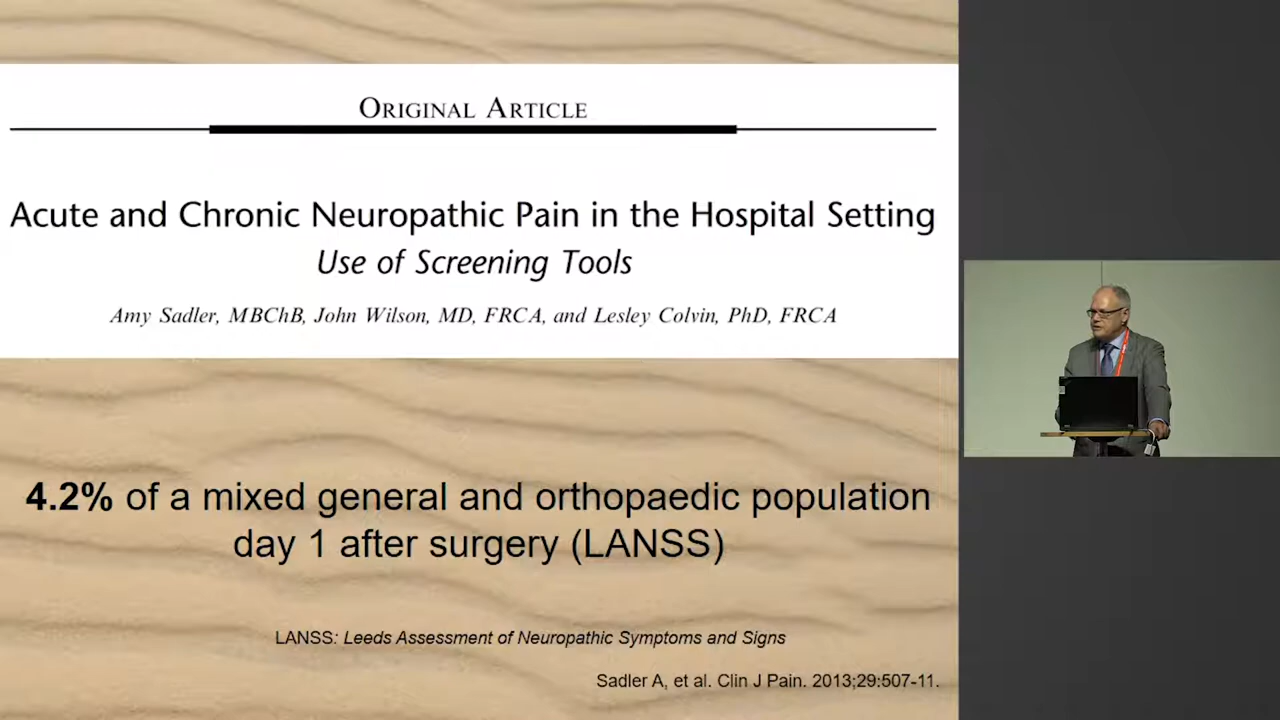 ORIGINAL ARTICLE
Acute and Chronic Neuropathic Pain in the Hospital Setting
Use of Screening Tools
Amy Sadler, MBChB, John Wilson, MD, FRCA, and Lesley Colvin, PhD, FRCA
4.2% of a mixed general and orthopaedic population
day 1 after surgery (LANSS)
LANSS: Leeds Assessment of Neuropathic Symptoms and Signs
Sadler A, et al. Clin J Pain. 2013;29:507-11.